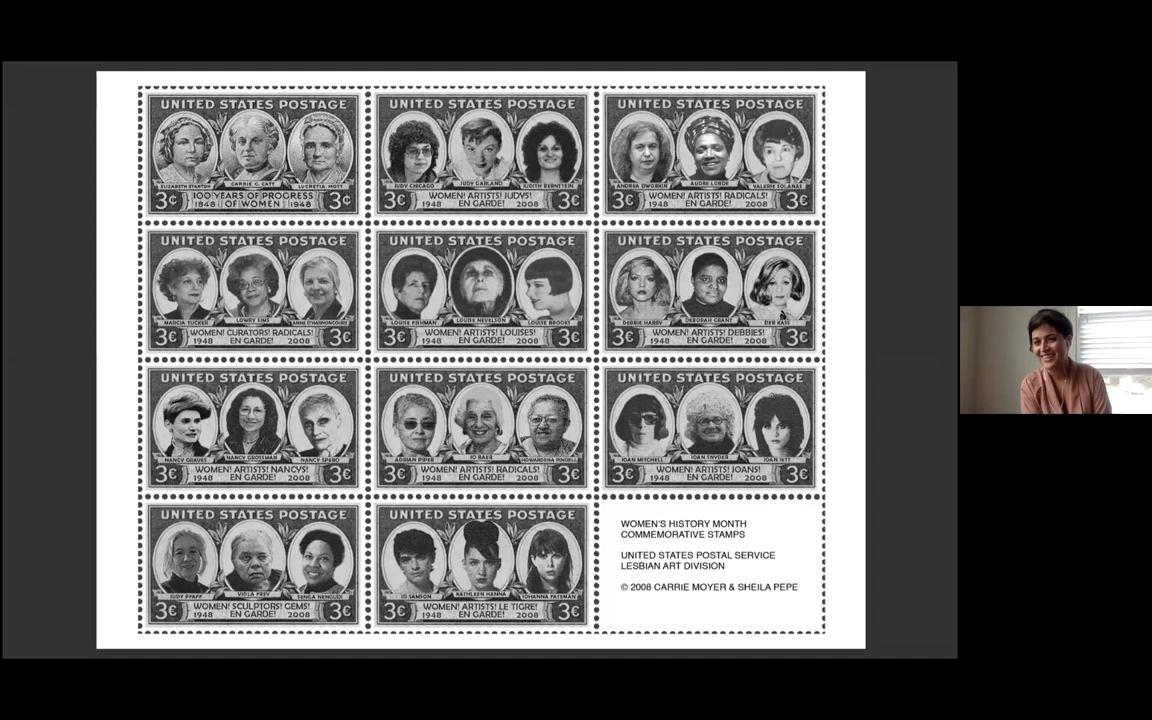 UNITED STATES POSTAGE
ELIZABETH STANTON CARRIE C. CATT LUCRETIA MOTT
3¢ 100 YEARS OF PROGRESS 3¢
1848 OF WOMEN 1948
UNITED STATES POSTAGE
JUDY CHICAGO JUDY GARLAND JUDITH BERNSTEIN
3€ WOMEN! ARTISTS! JUDYS! 3€
1948 EN GARDE! 2008
UNITED STATES POSTAGE
ANDREA DWORKIN AUDRE LORDE VALERIE SOLANAS
3€ WOMEN! ARTISTS! RADICALS! 3€
1948 EN GARDE! 2008
UNITED STATES POSTAGE
MARCIA TUCKER LOWRY SIMS ANNE D'HARNONCOURT
3€ WOMEN! CURATORS! RADICALS! 3€
1948 EN GARDE! 2008
UNITED STATES POSTAGE
LOUISE FISHMAN LOUISE NEVELSON LOUISE BROOKS
3€ WOMEN! ARTISTS! LOUISES! 3€
1948 EN GARDE! 2008
UNITED STATES POSTAGE
DEBBIE HARRY DEBORAH GRANT DEB KASS
3€ WOMEN! ARTISTS! DEBBIES! 3€
1948 EN GARDE! 2008
UNITED STATES POSTAGE
NANCY GRAVES NANCY GROSSMAN NANCY SPERO
3€ WOMEN! ARTISTS! NANCYS! 3€
1948 EN GARDE! 2008
UNITED STATES POSTAGE
ADRIAN PIPER JO BAER HOWARDENA PINDELL
3€ WOMEN! ARTISTS! RADICALS! 3€
1948 EN GARDE! 2008
UNITED STATES POSTAGE
JOAN MITCHELL JOAN SNYDER JOAN JETT
3€ WOMEN! ARTISTS! JOANS! 3€
1948 EN GARDE! 2008
UNITED STATES POSTAGE
JUDY PFAFF VIOLA FREY SENGA NENGUDI
3€ WOMEN! SCULPTORS! GEMS! 3€
1948 EN GARDE! 2008
UNITED STATES POSTAGE
JD SAMSON KATHLEEN HANNA JOHANNA FATEMAN
3€ WOMEN! ARTISTS! LE TIGRE! 3€
1948 EN GARDE! 2008
WOMEN'S HISTORY MONTH
COMMEMORATIVE STAMPS
UNITED STATES POSTAL SERVICE
LESBIAN ART DIVISION
© 2008 CARRIE MOYER & SHEILA PEPE